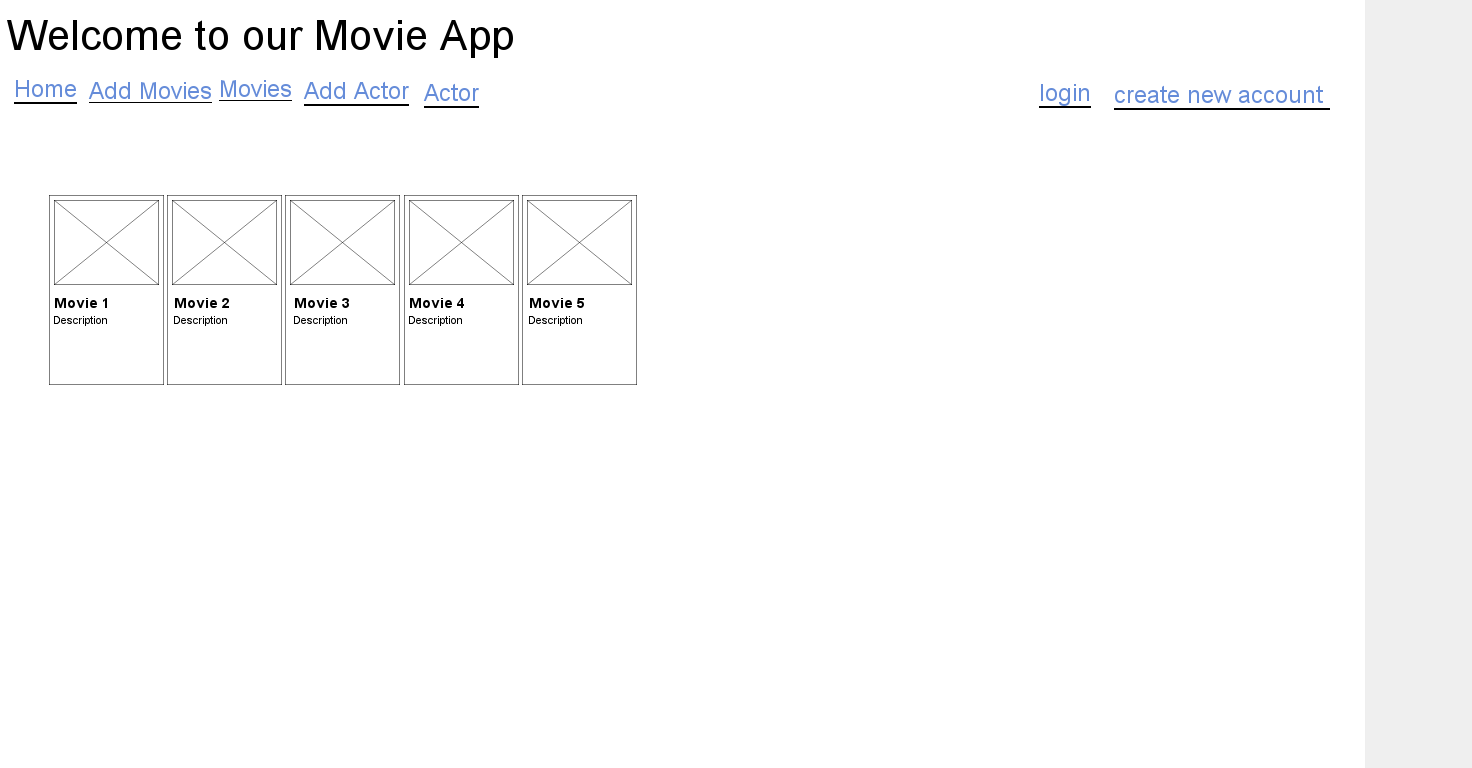 Welcome to our Movie App
Home Add Movies Movies Add Actor Actor login create new account
Movie 1 Movie 2 Movie 3 Movie 4 Movie 5
Description Description Description Description Description